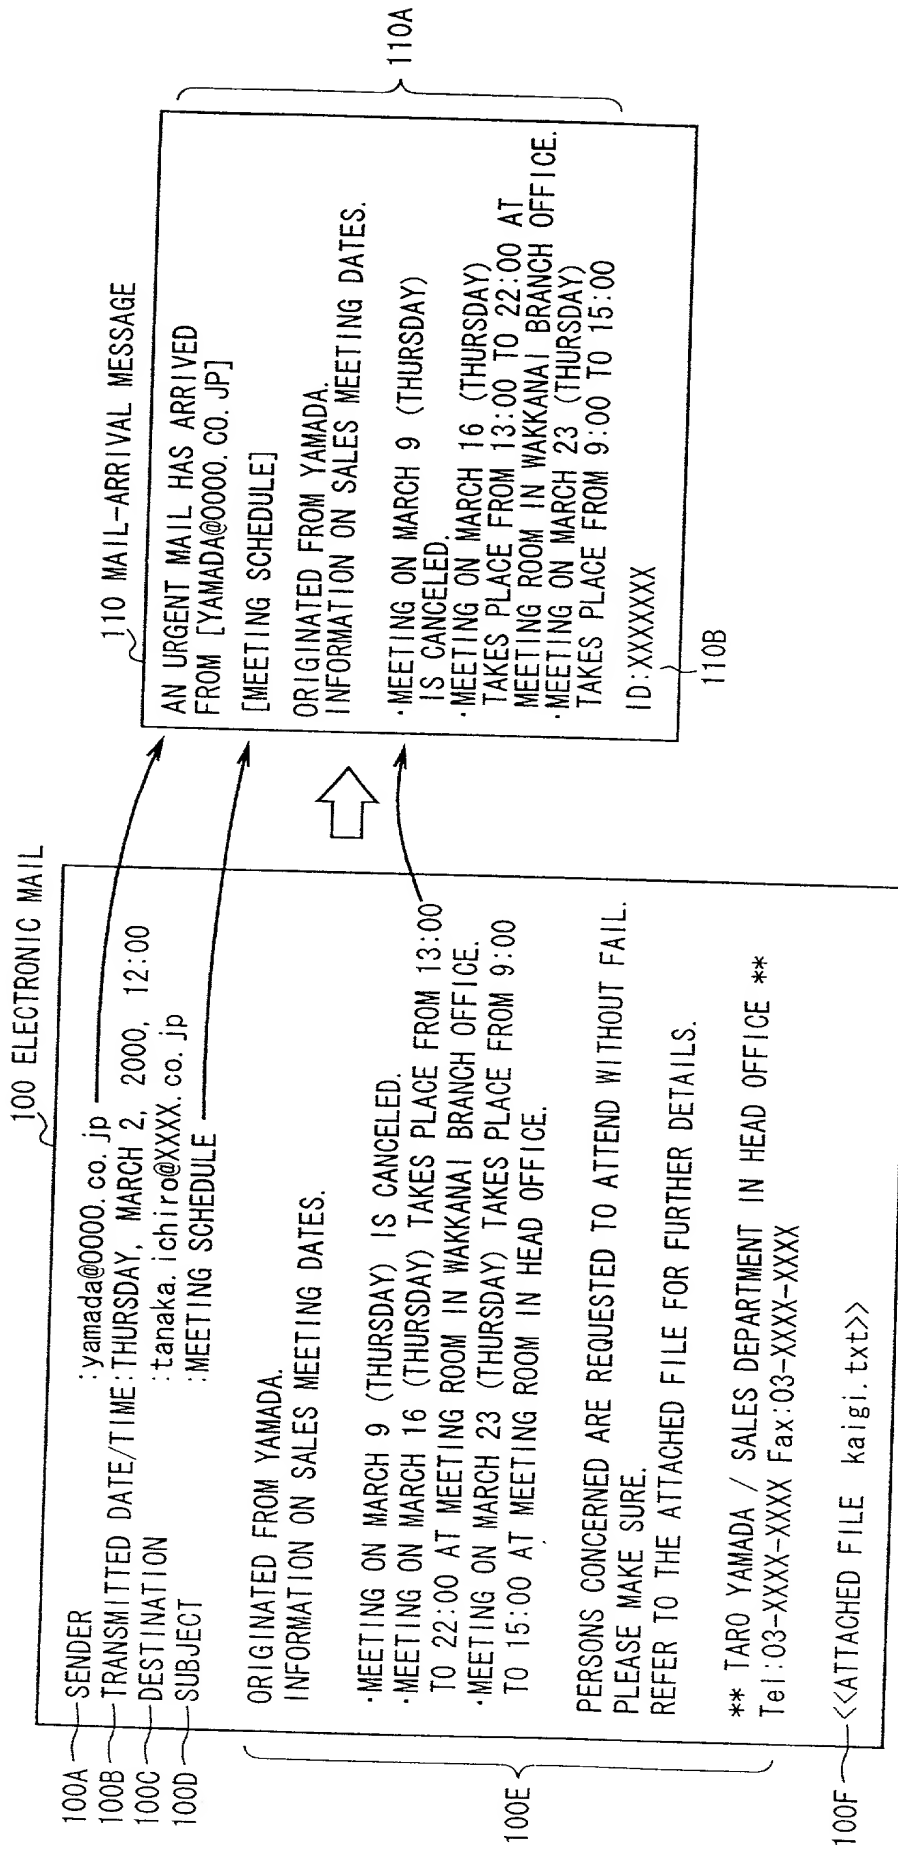 100 ELECTRONIC MAIL
100A SENDER :yamada@0000.co.jp
100B TRANSMITTED DATE/TIME:THURSDAY, MARCH 2, 2000, 12:00
100C DESTINATION :tanaka.ichiro@XXXX.co.jp
100D SUBJECT :MEETING SCHEDULE
100E
ORIGINATED FROM YAMADA.
INFORMATION ON SALES MEETING DATES.
·MEETING ON MARCH 9 (THURSDAY) IS CANCELED.
·MEETING ON MARCH 16 (THURSDAY) TAKES PLACE FROM 13:00
TO 22:00 AT MEETING ROOM IN WAKKANAI BRANCH OFFICE.
·MEETING ON MARCH 23 (THURSDAY) TAKES PLACE FROM 9:00
TO 15:00 AT MEETING ROOM IN HEAD OFFICE.
PERSONS CONCERNED ARE REQUESTED TO ATTEND WITHOUT FAIL.
PLEASE MAKE SURE.
REFER TO THE ATTACHED FILE FOR FURTHER DETAILS.
** TARO YAMADA / SALES DEPARTMENT IN HEAD OFFICE **
Tel:03-XXXX-XXXX Fax:03-XXXX-XXXX
100F <<ATTACHED FILE kaigi.txt>>
110 MAIL-ARRIVAL MESSAGE
AN URGENT MAIL HAS ARRIVED
FROM [YAMADA@0000.CO.JP]
[MEETING SCHEDULE]
ORIGINATED FROM YAMADA.
INFORMATION ON SALES MEETING DATES.
·MEETING ON MARCH 9 (THURSDAY)
IS CANCELED.
·MEETING ON MARCH 16 (THURSDAY)
TAKES PLACE FROM 13:00 TO 22:00 AT
MEETING ROOM IN WAKKANAI BRANCH OFFICE.
·MEETING ON MARCH 23 (THURSDAY)
TAKES PLACE FROM 9:00 TO 15:00
ID:XXXXXXX
110B
110A